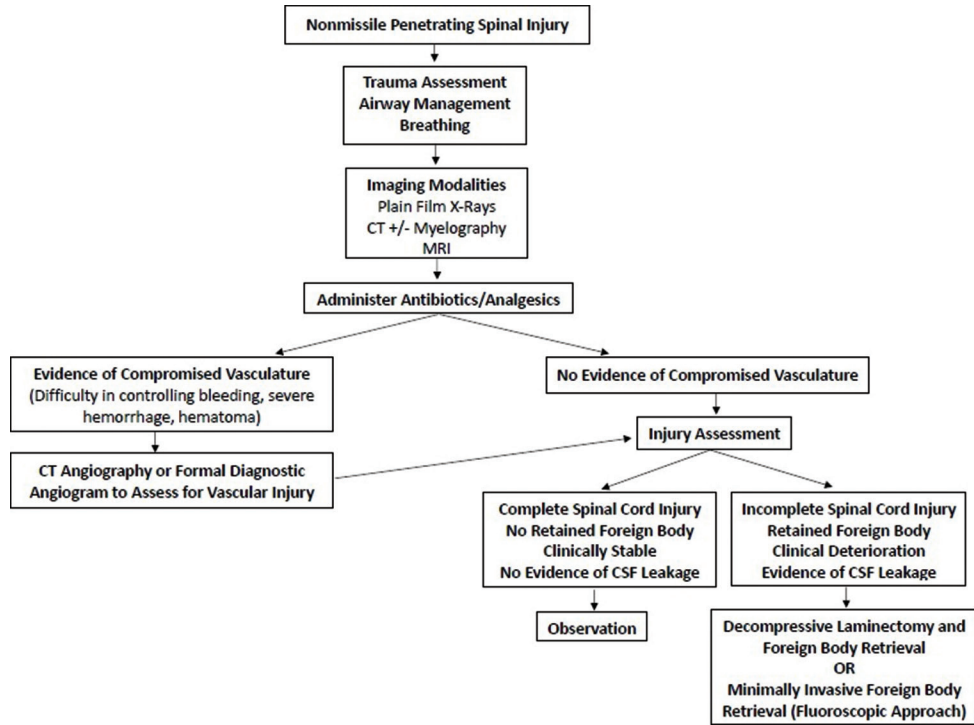 Nonmissile Penetrating Spinal Injury
Trauma Assessment
Airway Management
Breathing
Imaging Modalities
Plain Film X-Rays
CT +/- Myelography
MRI
Administer Antibiotics/Analgesics
Evidence of Compromised Vasculature
(Difficulty in controlling bleeding, severe
hemorrhage, hematoma)
No Evidence of Compromised Vasculature
Injury Assessment
CT Angiography or Formal Diagnostic
Angiogram to Assess for Vascular Injury
Complete Spinal Cord Injury
No Retained Foreign Body
Clinically Stable
No Evidence of CSF Leakage
Incomplete Spinal Cord Injury
Retained Foreign Body
Clinical Deterioration
Evidence of CSF Leakage
Observation
Decompressive Laminectomy and
Foreign Body Retrieval
OR
Minimally Invasive Foreign Body
Retrieval (Fluoroscopic Approach)